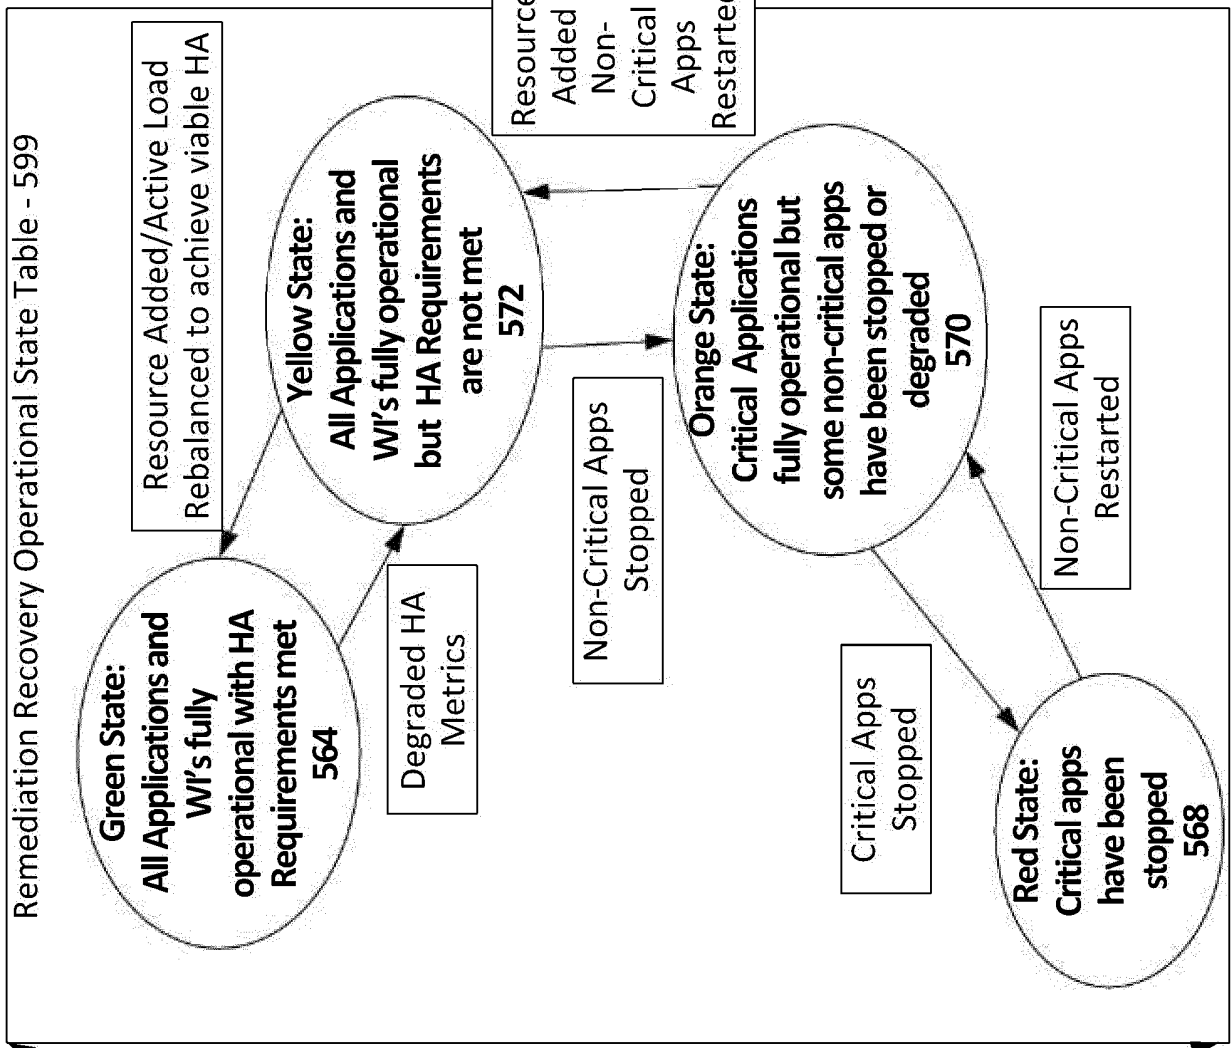 Remediation Recovery Operational State Table - 599
Green State:
All Applications and
WI's fully
operational with HA
Requirements met
564
Resource Added/Active Load
Rebalanced to achieve viable HA
Degraded HA
Metrics
Yellow State:
All Applications and
WI's fully operational
but HA Requirements
are not met
572
Resource
Added
Non-
Critical
Apps
Restarted
Non-Critical Apps
Stopped
Orange State:
Critical Applications
fully operational but
some non-critical apps
have been stopped or
degraded
570
Critical Apps
Stopped
Non-Critical Apps
Restarted
Red State:
Critical apps
have been
stopped
568